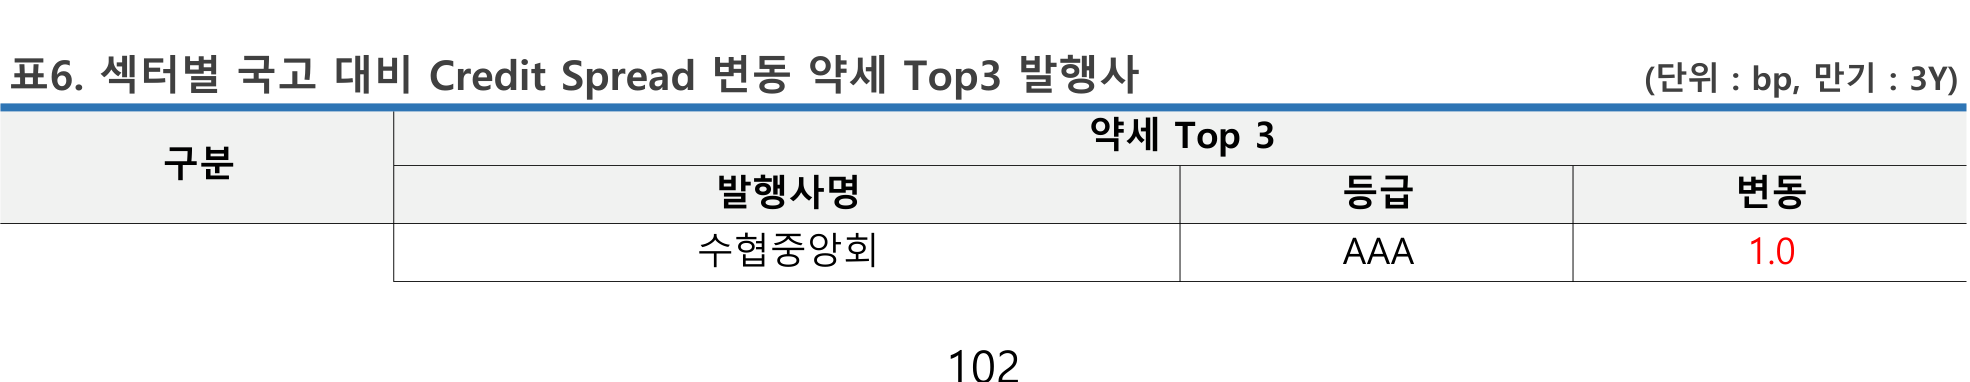 표6. 섹터별 국고 대비 Credit Spread 변동 약세 Top3 발행사 (단위 : bp, 만기 : 3Y)
구분 약세 Top 3
발행사명 등급 변동
수협중앙회 AAA 1.0
102